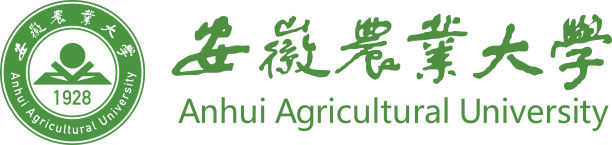 安徽農業大學
1928
Anhui Agricultural University
安徽農業大學
Anhui Agricultural University